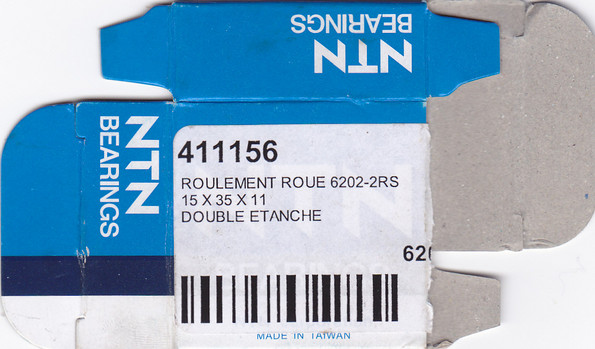 NTN
BEARINGS
NTN
BEARINGS
411156
ROULEMENT ROUE 6202-2RS
15 X 35 X 11
DOUBLE ETANCHE
MADE IN TAIWAN